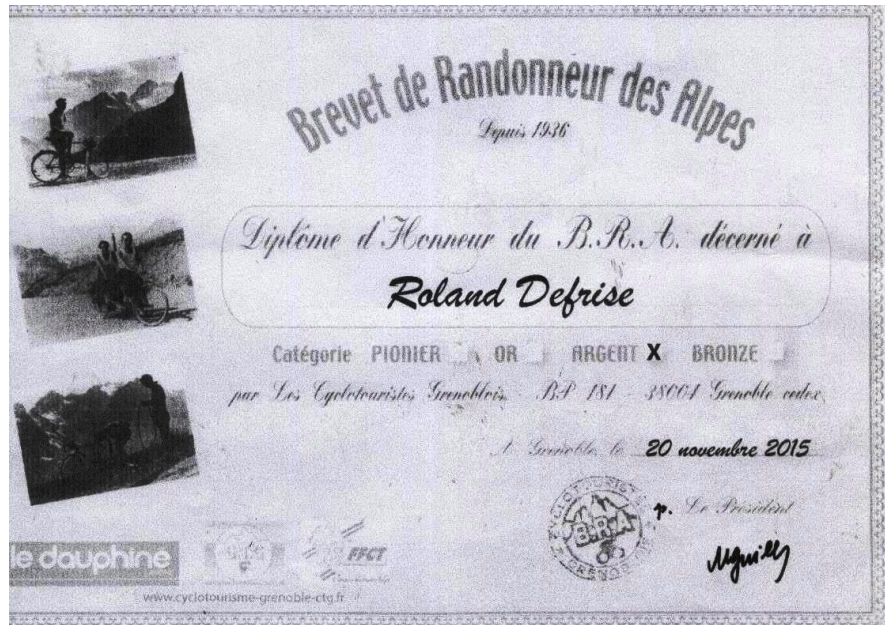 Brevet de Randonneur des Alpes
Depuis 1936
Diplôme d'Honneur du B.R.A. décerné à
Roland Defrise
Catégorie PIONIER OR ARGENT X BRONZE
par Les Cyclotouristes Grenoblois - BP 181 - 38004 Grenoble cedex
A Grenoble, le 20 novembre 2015
p. Le Président
B.R.A
le dauphine
FFCT
www.cyclotourisme-grenoble-ctg.fr